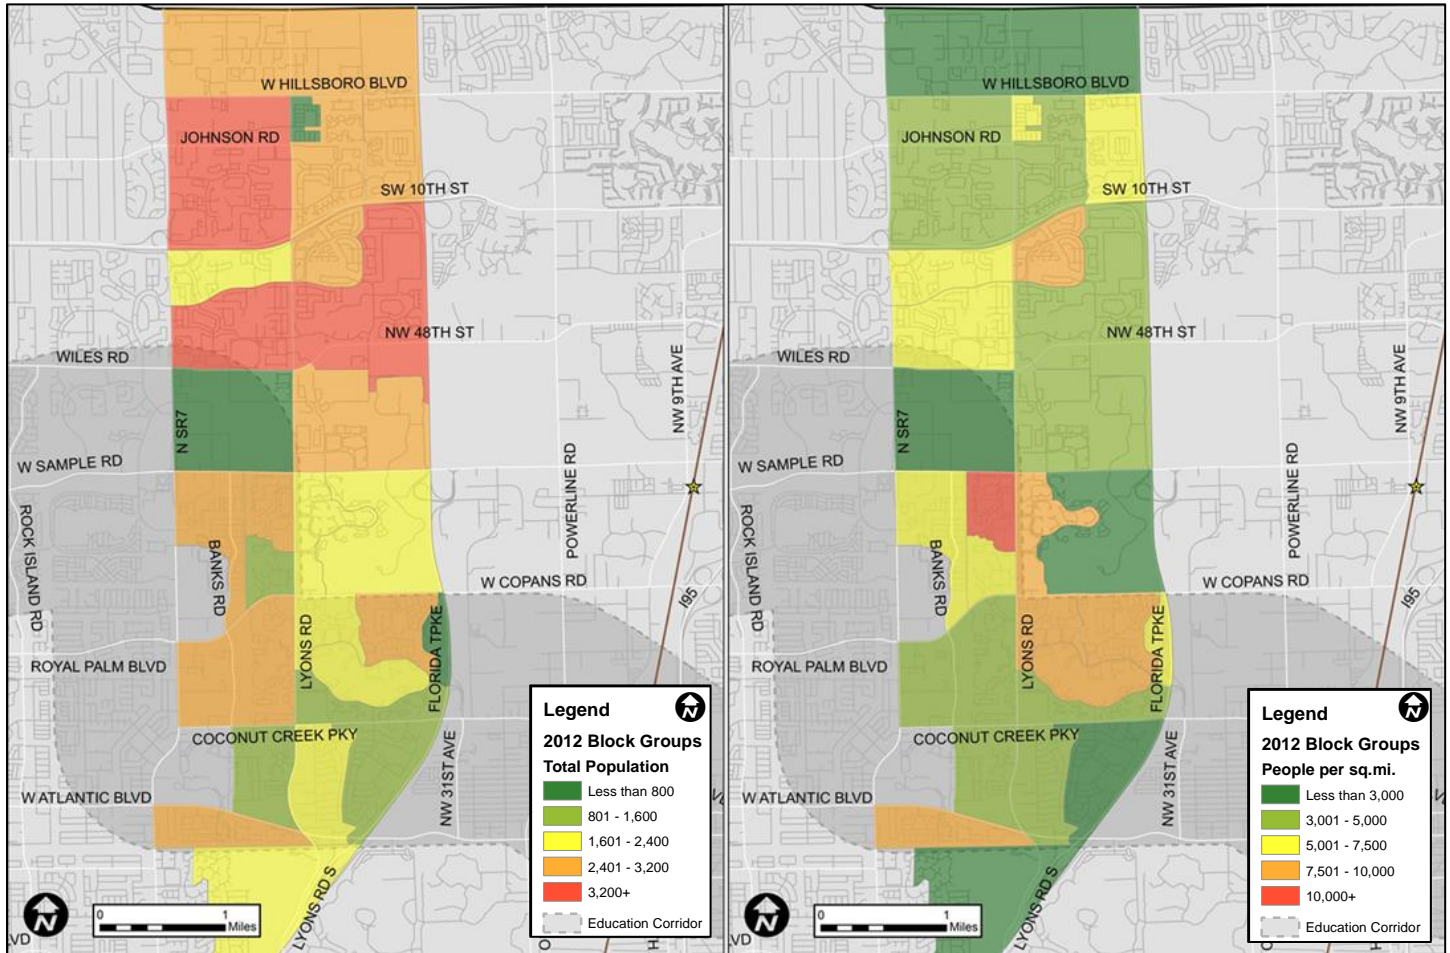 W HILLSBORO BLVD
JOHNSON RD
SW 10TH ST
NW 48TH ST
WILES RD
NW 9TH AVE
N SR7
W SAMPLE RD
POWERLINE RD
ROCK ISLAND RD
BANKS RD
W COPANS RD
I95
LYONS RD
FLORIDA TPKE
ROYAL PALM BLVD
COCONUT CREEK PKY
NW 31ST AVE
W ATLANTIC BLVD
LYONS RD S
LVD
0
1
Miles
N
Legend
N
2012 Block Groups
Total Population
Less than 800
801 - 1,600
1,601 - 2,400
2,401 - 3,200
3,200+
Education Corridor
W HILLSBORO BLVD
JOHNSON RD
SW 10TH ST
NW 48TH ST
WILES RD
NW 9TH AVE
N SR7
W SAMPLE RD
POWERLINE RD
ROCK ISLAND RD
BANKS RD
W COPANS RD
I95
LYONS RD
FLORIDA TPKE
ROYAL PALM BLVD
COCONUT CREEK PKY
NW 31ST AVE
W ATLANTIC BLVD
LYONS RD S
LVD
0
1
Miles
N
Legend
N
2012 Block Groups
People per sq.mi.
Less than 3,000
3,001 - 5,000
5,001 - 7,500
7,501 - 10,000
10,000+
Education Corridor